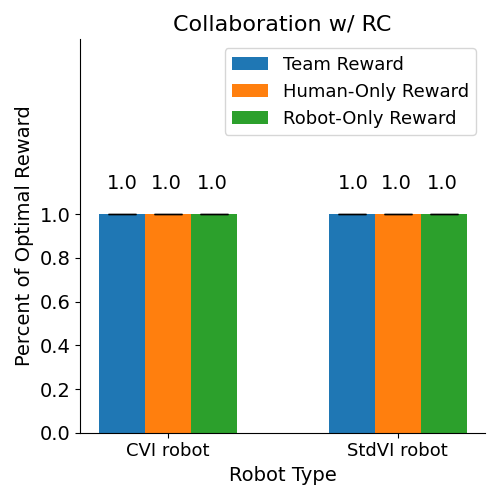 Collaboration w/ RC
Team Reward
Human-Only Reward
Robot-Only Reward
1.0 1.0 1.0 1.0 1.0 1.0
Percent of Optimal Reward
1.0
0.8
0.6
0.4
0.2
0.0
CVI robot StdVI robot
Robot Type